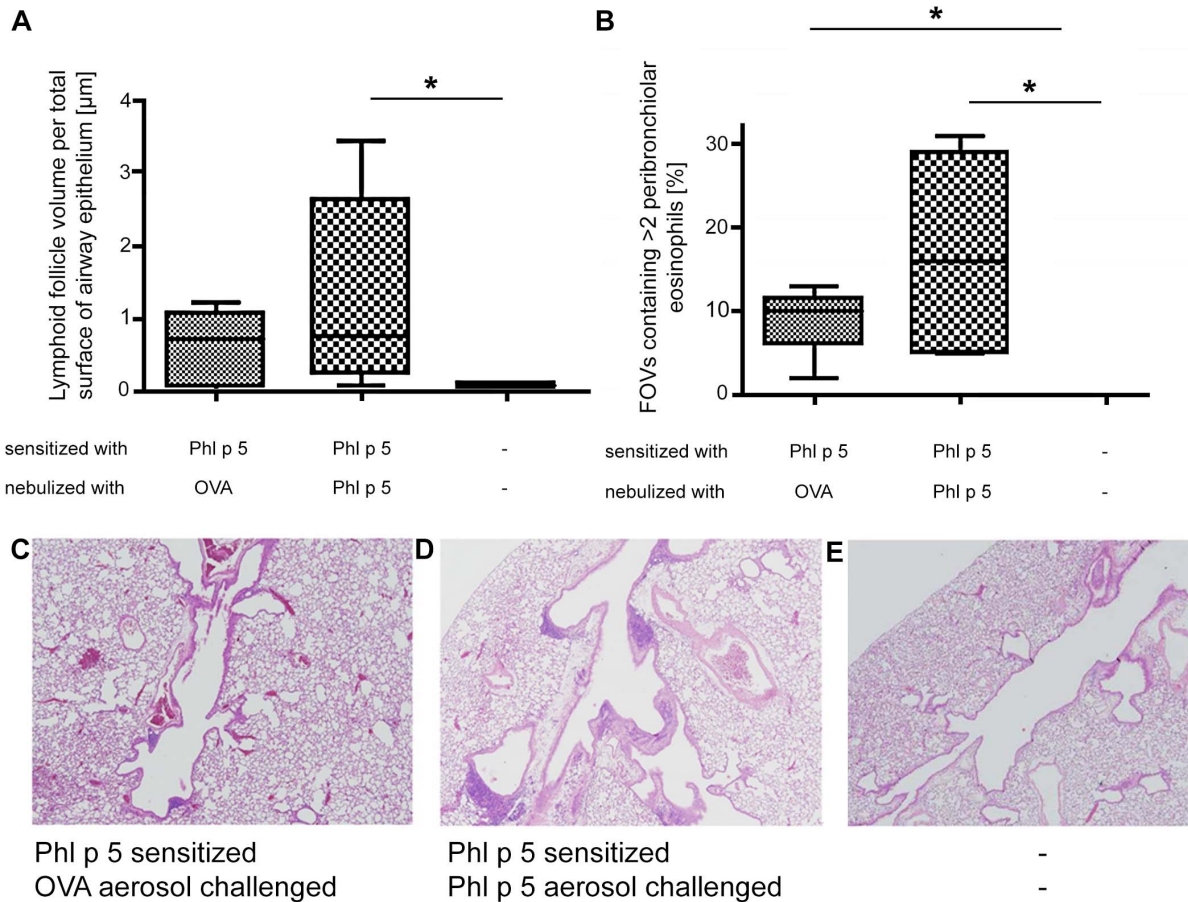 A
Lymphoid follicle volume per total
surface of airway epithelium [µm]
4
3
2
1
0
*
sensitized with Phl p 5 Phl p 5 -
nebulized with OVA Phl p 5 -
B
FOVs containing >2 peribronchiolar
eosinophils [%]
30
20
10
0
*
*
sensitized with Phl p 5 Phl p 5 -
nebulized with OVA Phl p 5 -
C
Phl p 5 sensitized
OVA aerosol challenged
D
Phl p 5 sensitized
Phl p 5 aerosol challenged
E
-
-